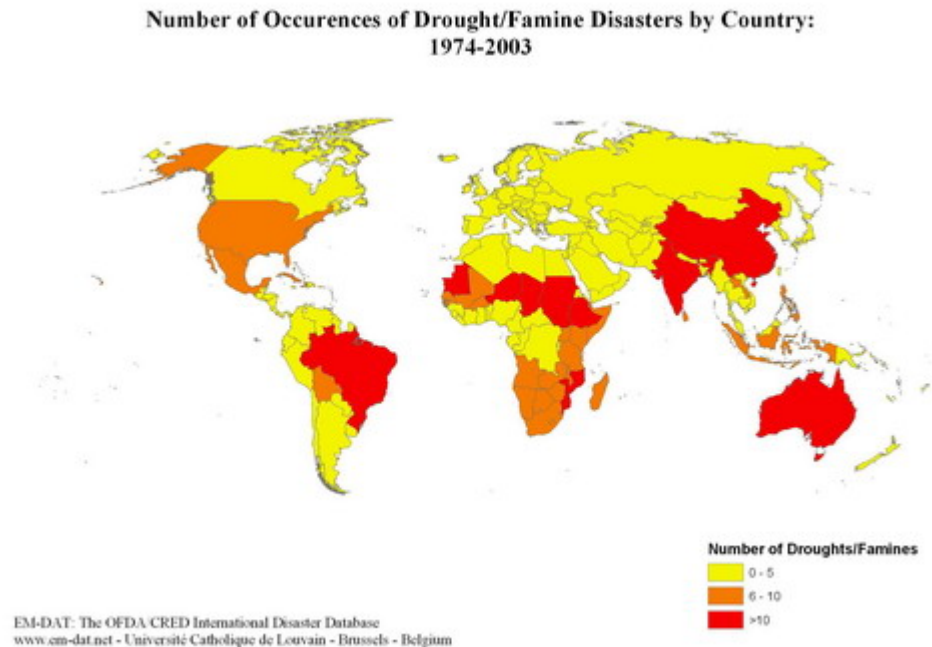 Number of Occurences of Drought/Famine Disasters by Country:
1974-2003
Number of Droughts/Famines
0 - 5
6 - 10
>10
EM-DAT: The OFDA/CRED International Disaster Database
www.em-dat.net - Université Catholique de Louvain - Brussels - Belgium